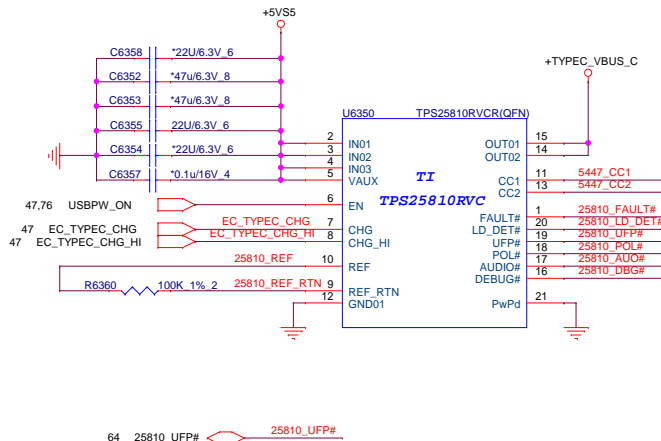 +5VS5
C6358 *22U/6.3V_6
+TYPEC_VBUS_C
C6352 *47u/6.3V_8
C6353 *47u/6.3V_8
U6350 TPS25810RVCR(QFN)
C6355 22U/6.3V_6
2 IN01 OUT01 15
C6354 *22U/6.3V_6
3 IN02 OUT02 14
4 IN03
TI
C6357 *0.1u/16V_4
5 VAUX CC1 11 5447_CC1
CC2 13 5447_CC2
TPS25810RVC
47,76 USBPW_ON 6 EN
FAULT# 1 25810_FAULT#
47 EC_TYPEC_CHG EC_TYPEC_CHG 7 CHG LD_DET# 20 25810_LD_DET#
47 EC_TYPEC_CHG_HI EC_TYPEC_CHG_HI 8 CHG_HI UFP# 19 25810_UFP#
POL# 18 25810_POL#
25810_REF 10 REF AUDIO# 17 25810_AUO#
DEBUG# 16 25810_DBG#
R6360 100K_1%_2 25810_REF_RTN 9 REF_RTN
12 GND01 PwPd 21
64 25810_UFP# 25810_UFP#